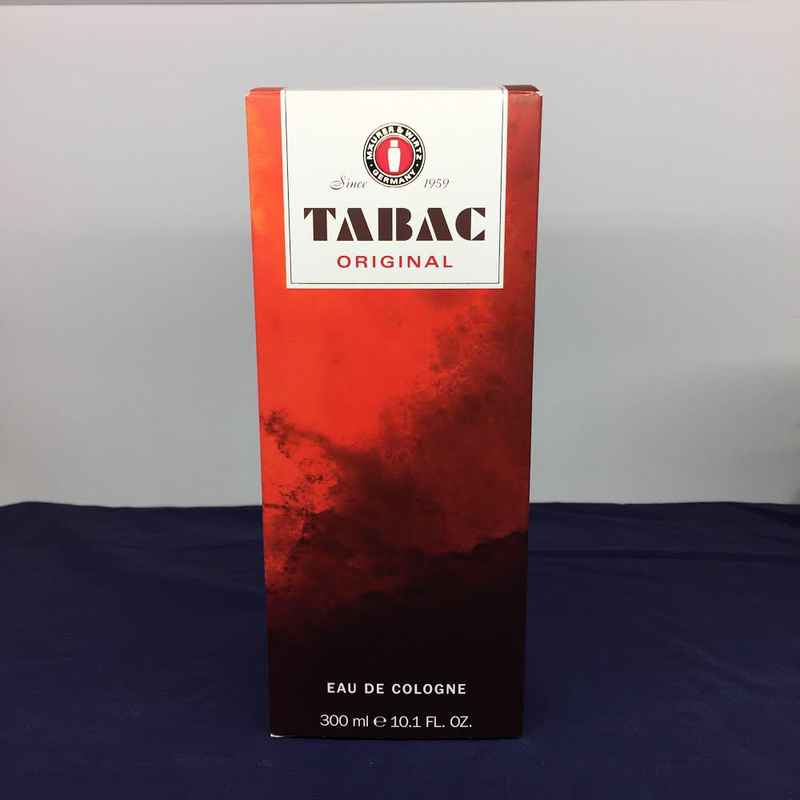 MÄURER & WIRTZ
· GERMANY ·
Since 1959
TABAC
ORIGINAL
EAU DE COLOGNE
300 ml ℮ 10.1 FL. OZ.